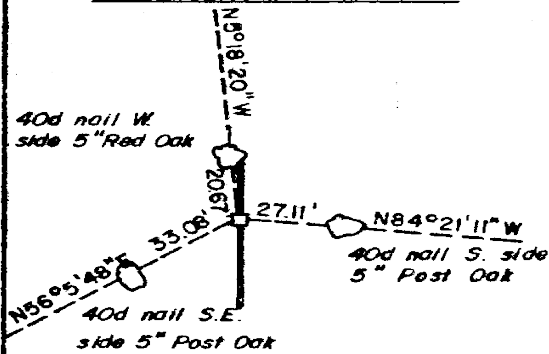 N5°18'20"W
40d nail W.
side 5" Red Oak
20.67'
27.11'
N84°21'11" W
33.08'
N56°5'48"E
40d nail S. side
5" Post Oak
40d nail S.E.
side 5" Post Oak